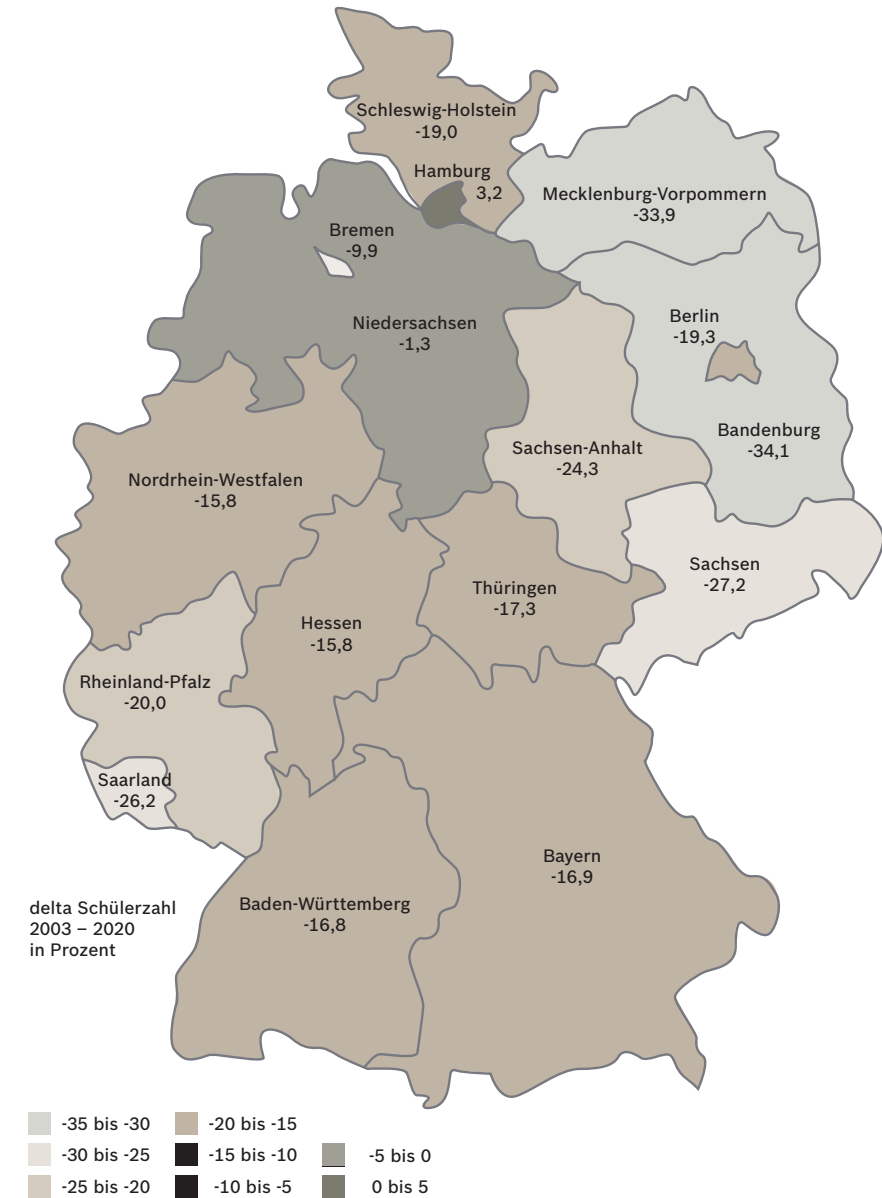 Schleswig-Holstein
-19,0
Hamburg
3,2
Mecklenburg-Vorpommern
-33,9
Bremen
-9,9
Niedersachsen
-1,3
Berlin
-19,3
Bandenburg
-34,1
Sachsen-Anhalt
-24,3
Nordrhein-Westfalen
-15,8
Sachsen
-27,2
Thüringen
-17,3
Hessen
-15,8
Rheinland-Pfalz
-20,0
Saarland
-26,2
Bayern
-16,9
Baden-Württemberg
-16,8
delta Schülerzahl
2003 – 2020
in Prozent
-35 bis -30
-20 bis -15
-30 bis -25
-15 bis -10
-5 bis 0
-25 bis -20
-10 bis -5
0 bis 5